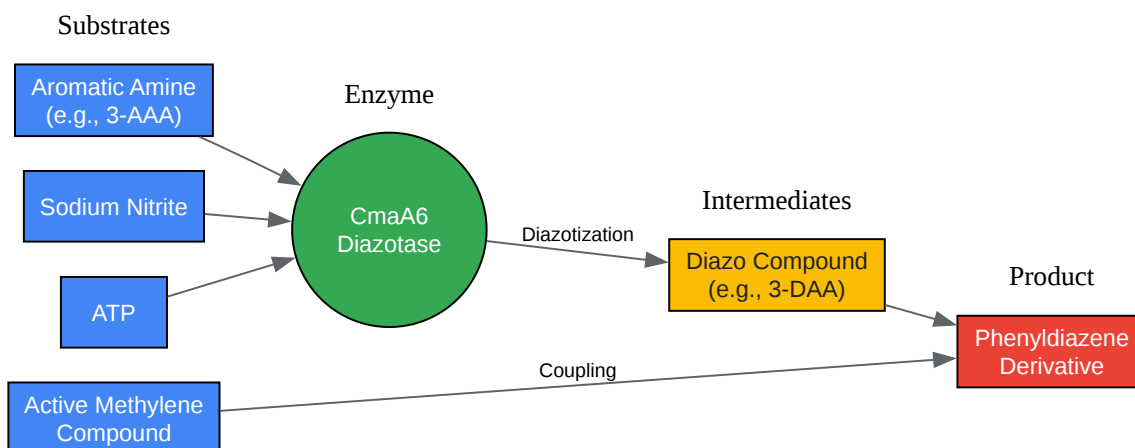 Substrates
Aromatic Amine
(e.g., 3-AAA)
Sodium Nitrite
ATP
Active Methylene
Compound
Enzyme
CmaA6
Diazotase
Diazotization
Coupling
Intermediates
Diazo Compound
(e.g., 3-DAA)
Product
Phenyldiazene
Derivative